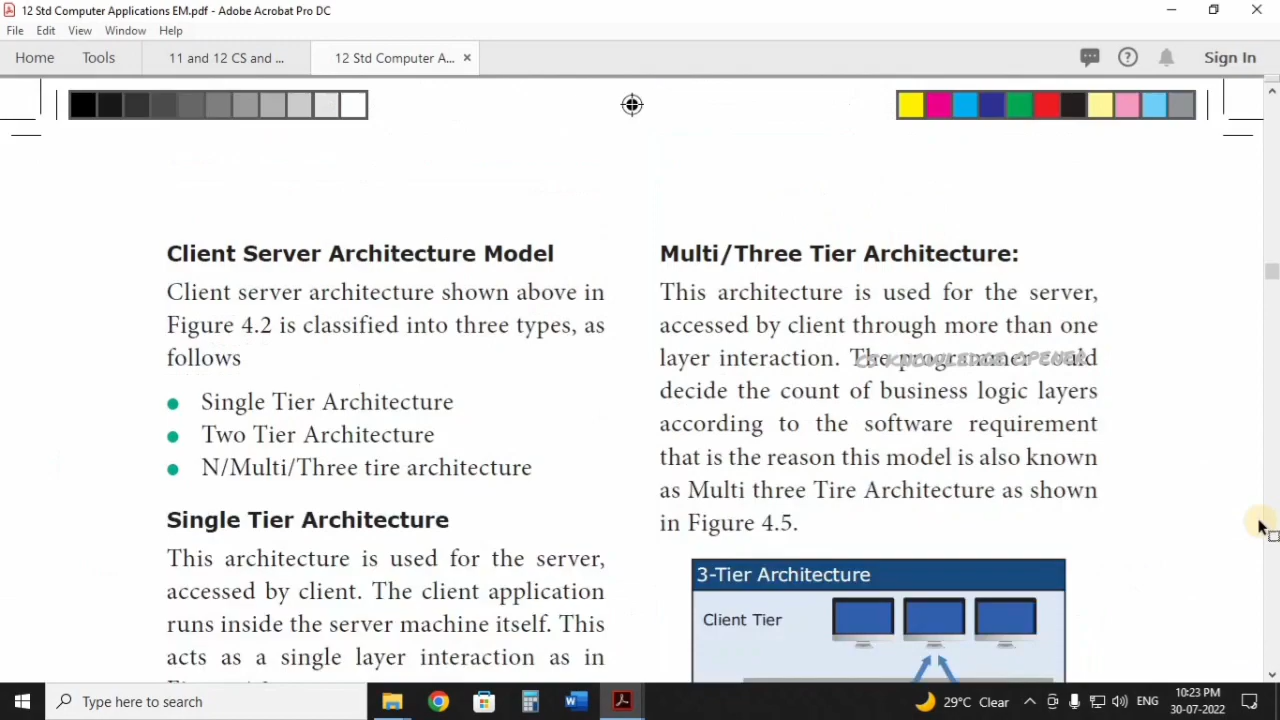 12 Std Computer Applications EM.pdf - Adobe Acrobat Pro DC
File Edit View Window Help
Home Tools 11 and 12 CS and ... 12 Std Computer A... × Sign In
Client Server Architecture Model
Client server architecture shown above in
Figure 4.2 is classified into three types, as
follows
Single Tier Architecture
Two Tier Architecture
N/Multi/Three tire architecture
Single Tier Architecture
This architecture is used for the server,
accessed by client. The client application
runs inside the server machine itself. This
acts as a single layer interaction as in
Multi/Three Tier Architecture:
This architecture is used for the server,
accessed by client through more than one
layer interaction. The programmer could
CS KNOWLEDGE OPENER
decide the count of business logic layers
according to the software requirement
that is the reason this model is also known
as Multi three Tire Architecture as shown
in Figure 4.5.
3-Tier Architecture
Client Tier
Type here to search
29°C Clear
ENG
10:23 PM
30-07-2022